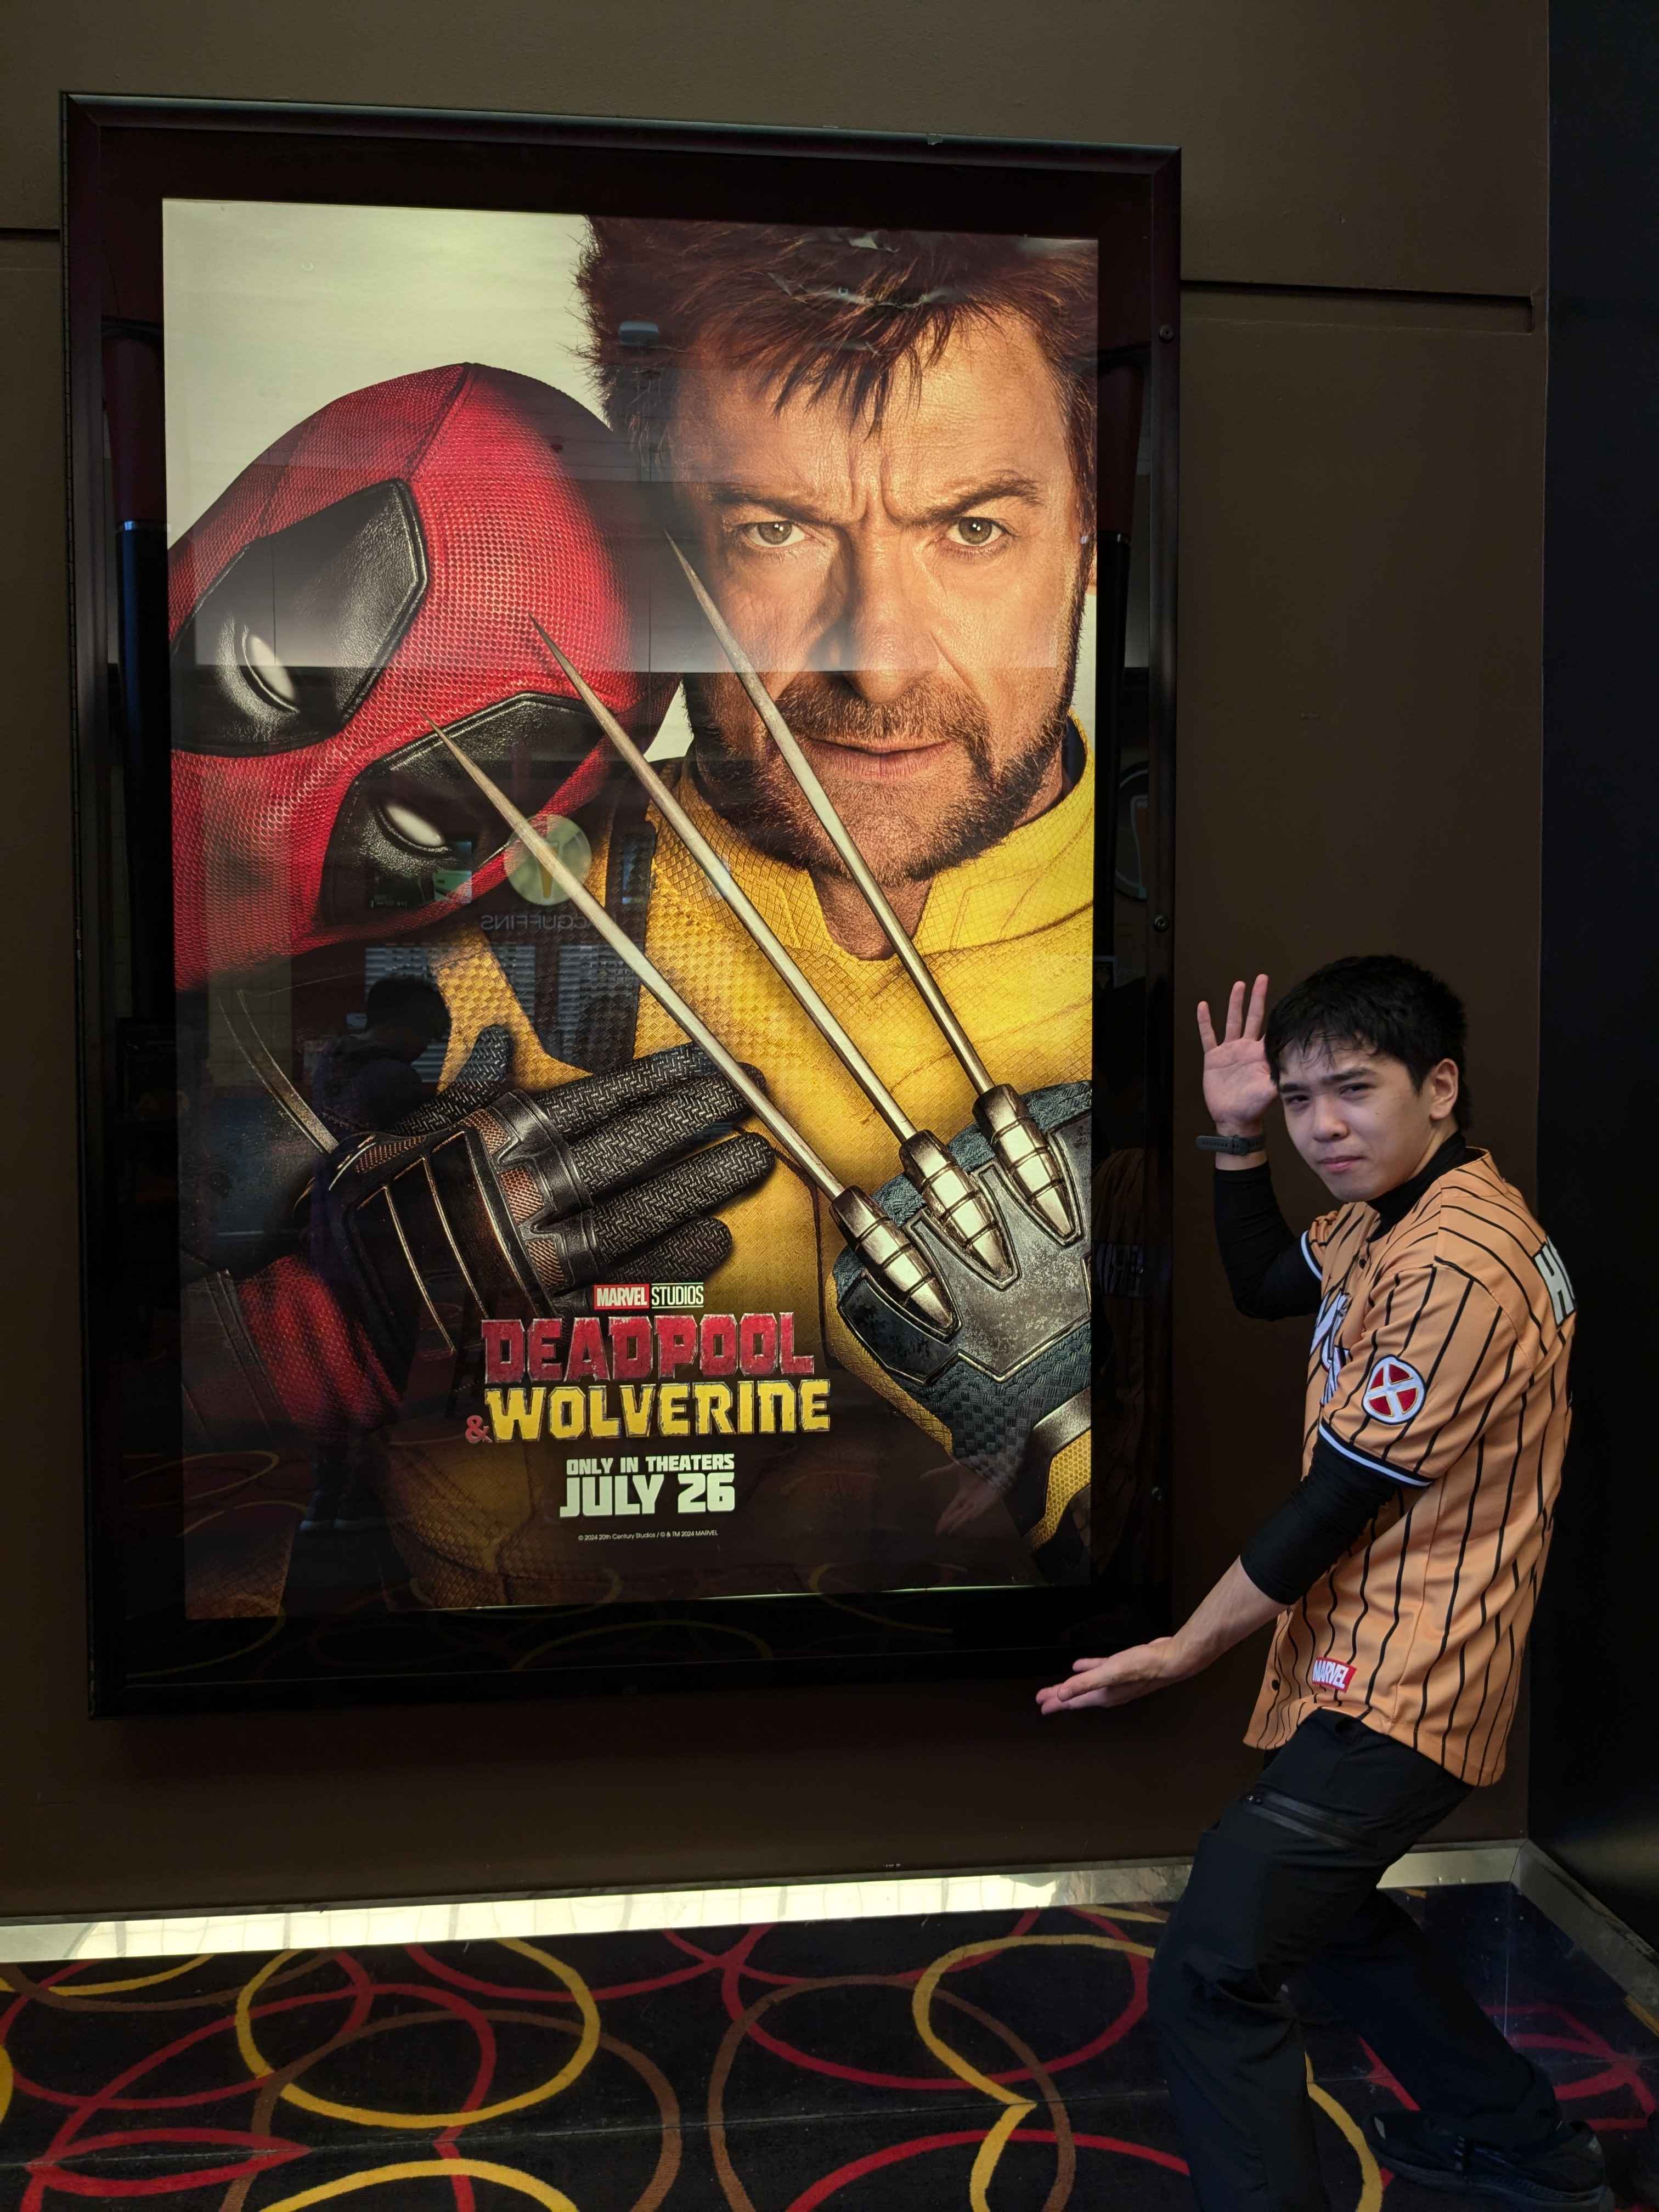 MARVEL STUDIOS
DEADPOOL
& WOLVERINE
ONLY IN THEATERS
JULY 26
© 2024 20th Century Studios / © & TM 2024 MARVEL
MARVEL